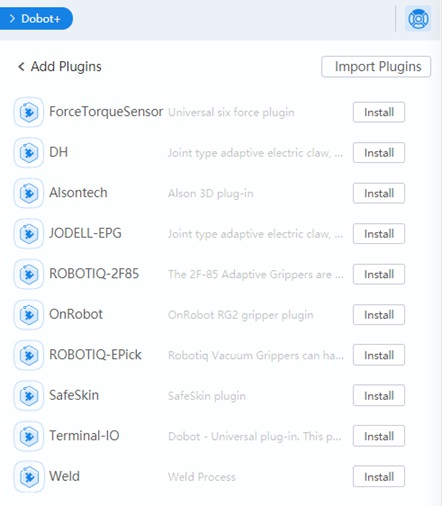 > Dobot+
< Add Plugins Import Plugins
ForceTorqueSensor Universal six force plugin Install
DH Joint type adaptive electric claw, ... Install
Alsontech Alson 3D plug-in Install
JODELL-EPG Joint type adaptive electric claw, ... Install
ROBOTIQ-2F85 The 2F-85 Adaptive Grippers are ... Install
OnRobot OnRobot RG2 gripper plugin Install
ROBOTIQ-EPick Robotiq Vacuum Grippers can ha... Install
SafeSkin SafeSkin plugin Install
Terminal-IO Dobot - Universal plug-in. This p... Install
Weld Weld Process Install